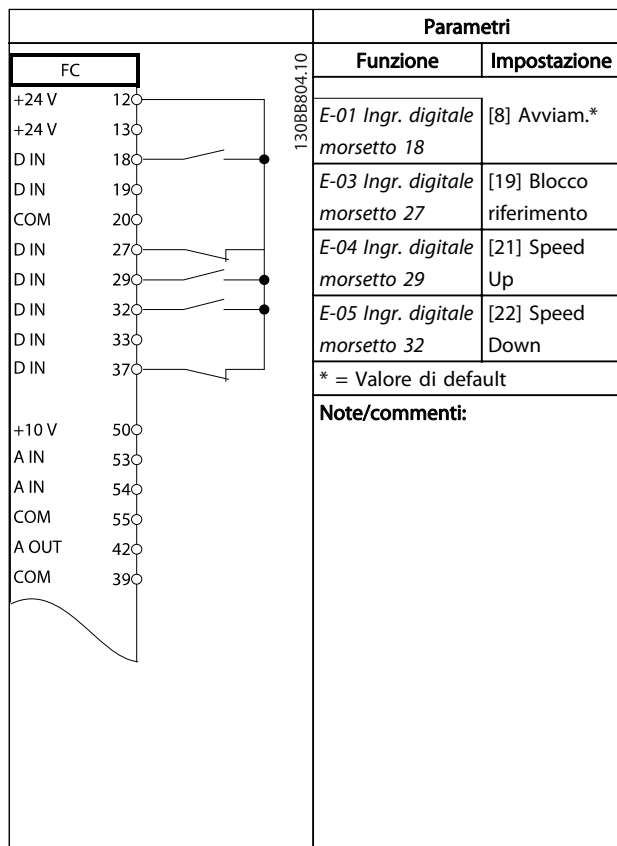 Parametri
FC
130BB804.10
Funzione Impostazione
+24 V 12
+24 V 13
D IN 18
D IN 19
COM 20
D IN 27
D IN 29
D IN 32
D IN 33
D IN 37
+10 V 50
A IN 53
A IN 54
COM 55
A OUT 42
COM 39
E-01 Ingr. digitale [8] Avviam.*
morsetto 18
E-03 Ingr. digitale [19] Blocco
morsetto 27 riferimento
E-04 Ingr. digitale [21] Speed
morsetto 29 Up
E-05 Ingr. digitale [22] Speed
morsetto 32 Down
* = Valore di default
Note/commenti: